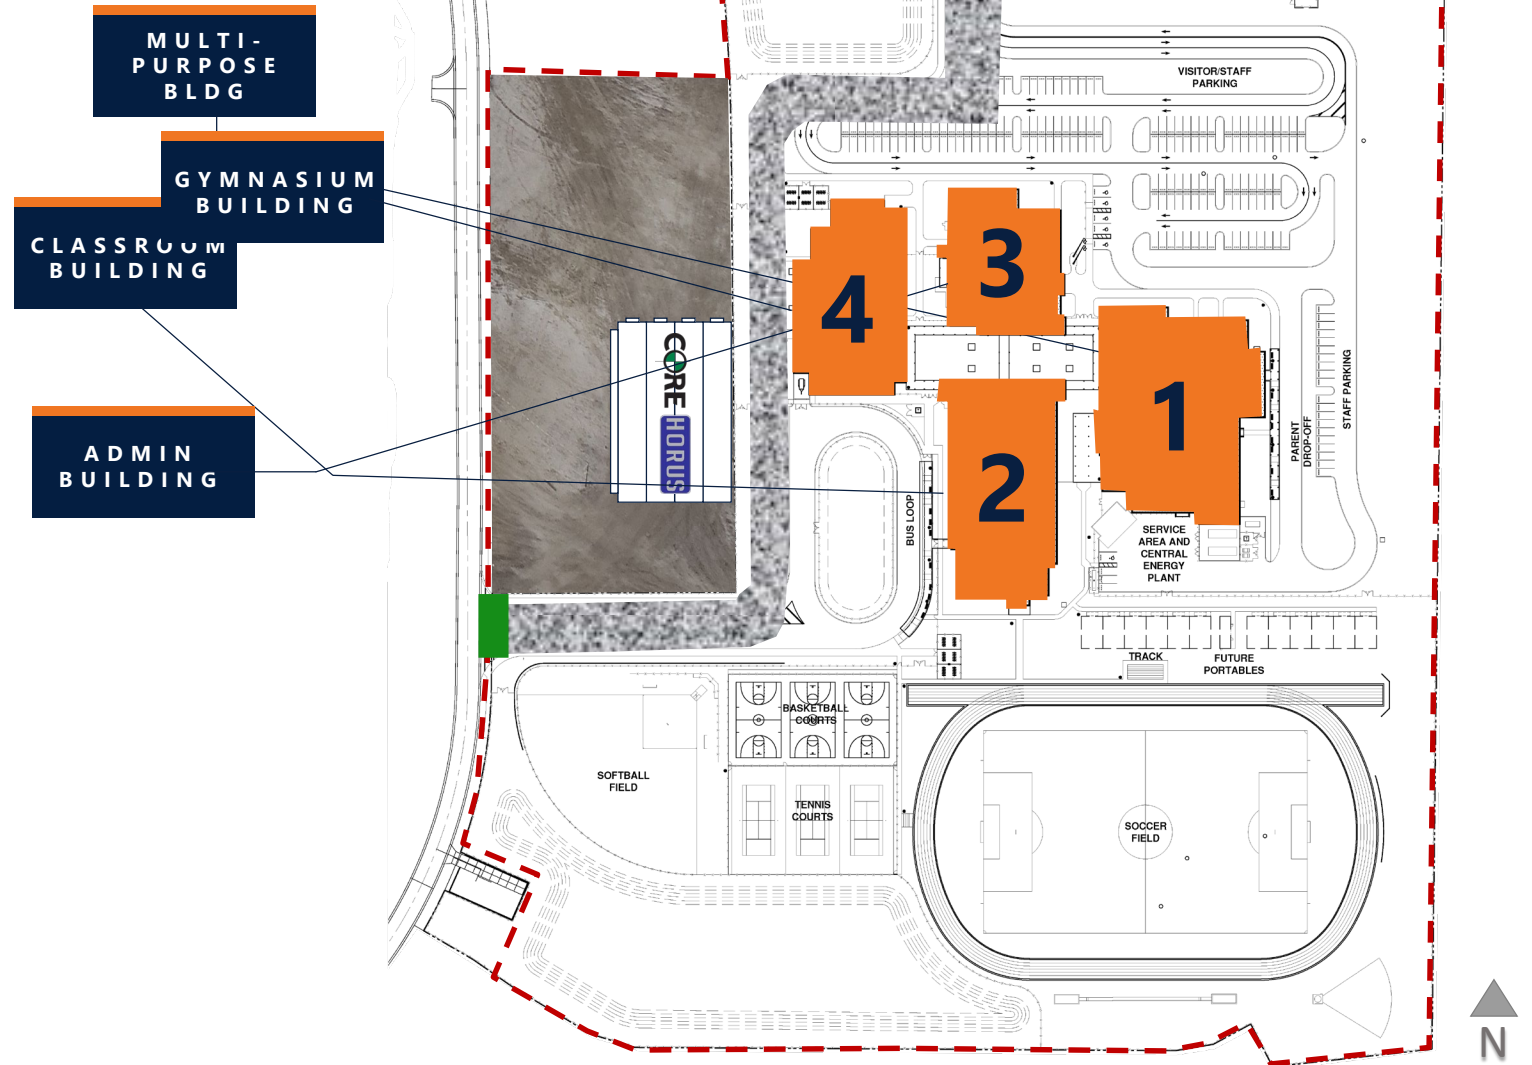 MULTI-
PURPOSE
BLDG
GYMNASIUM
BUILDING
CLASSROOM
BUILDING
ADMIN
BUILDING
CORE
HORUS
VISITOR/STAFF
PARKING
4
3
1
2
STAFF PARKING
PARENT
DROP-OFF
BUS LOOP
SERVICE
AREA AND
CENTRAL
ENERGY
PLANT
TRACK
FUTURE
PORTABLES
BASKETBALL
COURTS
SOFTBALL
FIELD
TENNIS
COURTS
SOCCER
FIELD
N